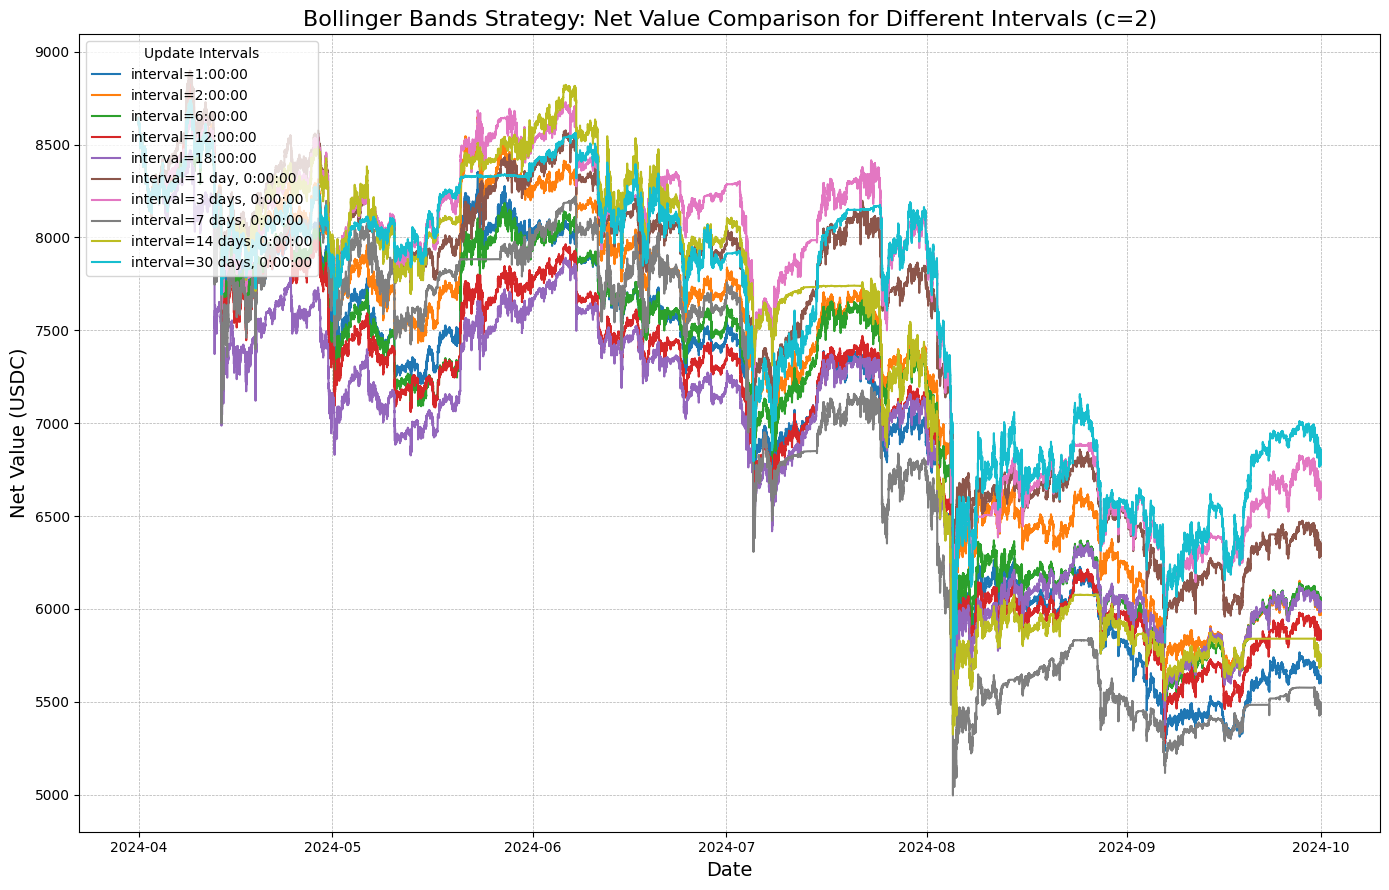 Bollinger Bands Strategy: Net Value Comparison for Different Intervals (c=2)
Net Value (USDC)
9000
8500
8000
7500
7000
6500
6000
5500
5000
Update Intervals
interval=1:00:00
interval=2:00:00
interval=6:00:00
interval=12:00:00
interval=18:00:00
interval=1 day, 0:00:00
interval=3 days, 0:00:00
interval=7 days, 0:00:00
interval=14 days, 0:00:00
interval=30 days, 0:00:00
2024-04 2024-05 2024-06 2024-07 2024-08 2024-09 2024-10
Date